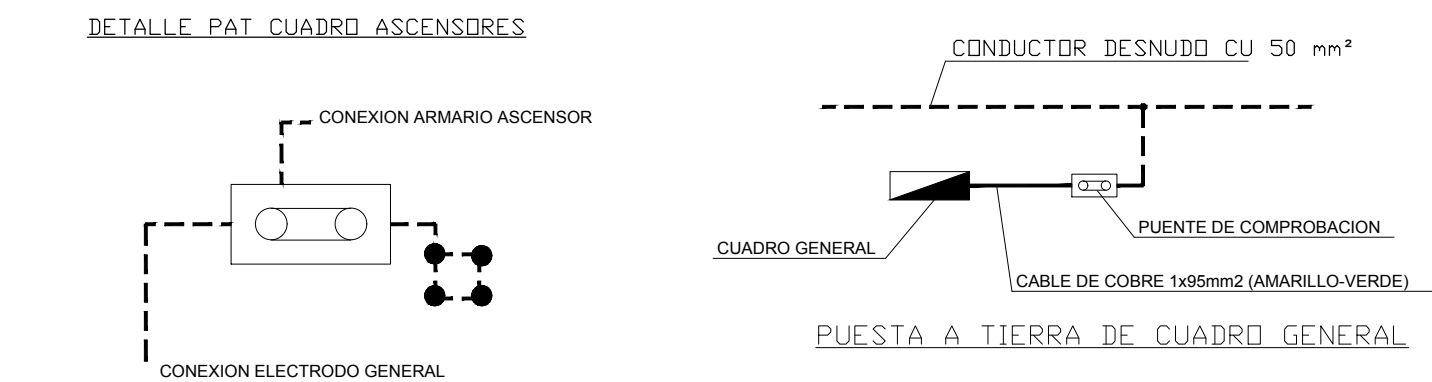 DETALLE PAT CUADRO ASCENSORES
CONEXION ARMARIO ASCENSOR
CONEXION ELECTRODO GENERAL
CONDUCTOR DESNUDO CU 50 mm²
PUENTE DE COMPROBACION
CUADRO GENERAL
CABLE DE COBRE 1x95mm2 (AMARILLO-VERDE)
PUESTA A TIERRA DE CUADRO GENERAL